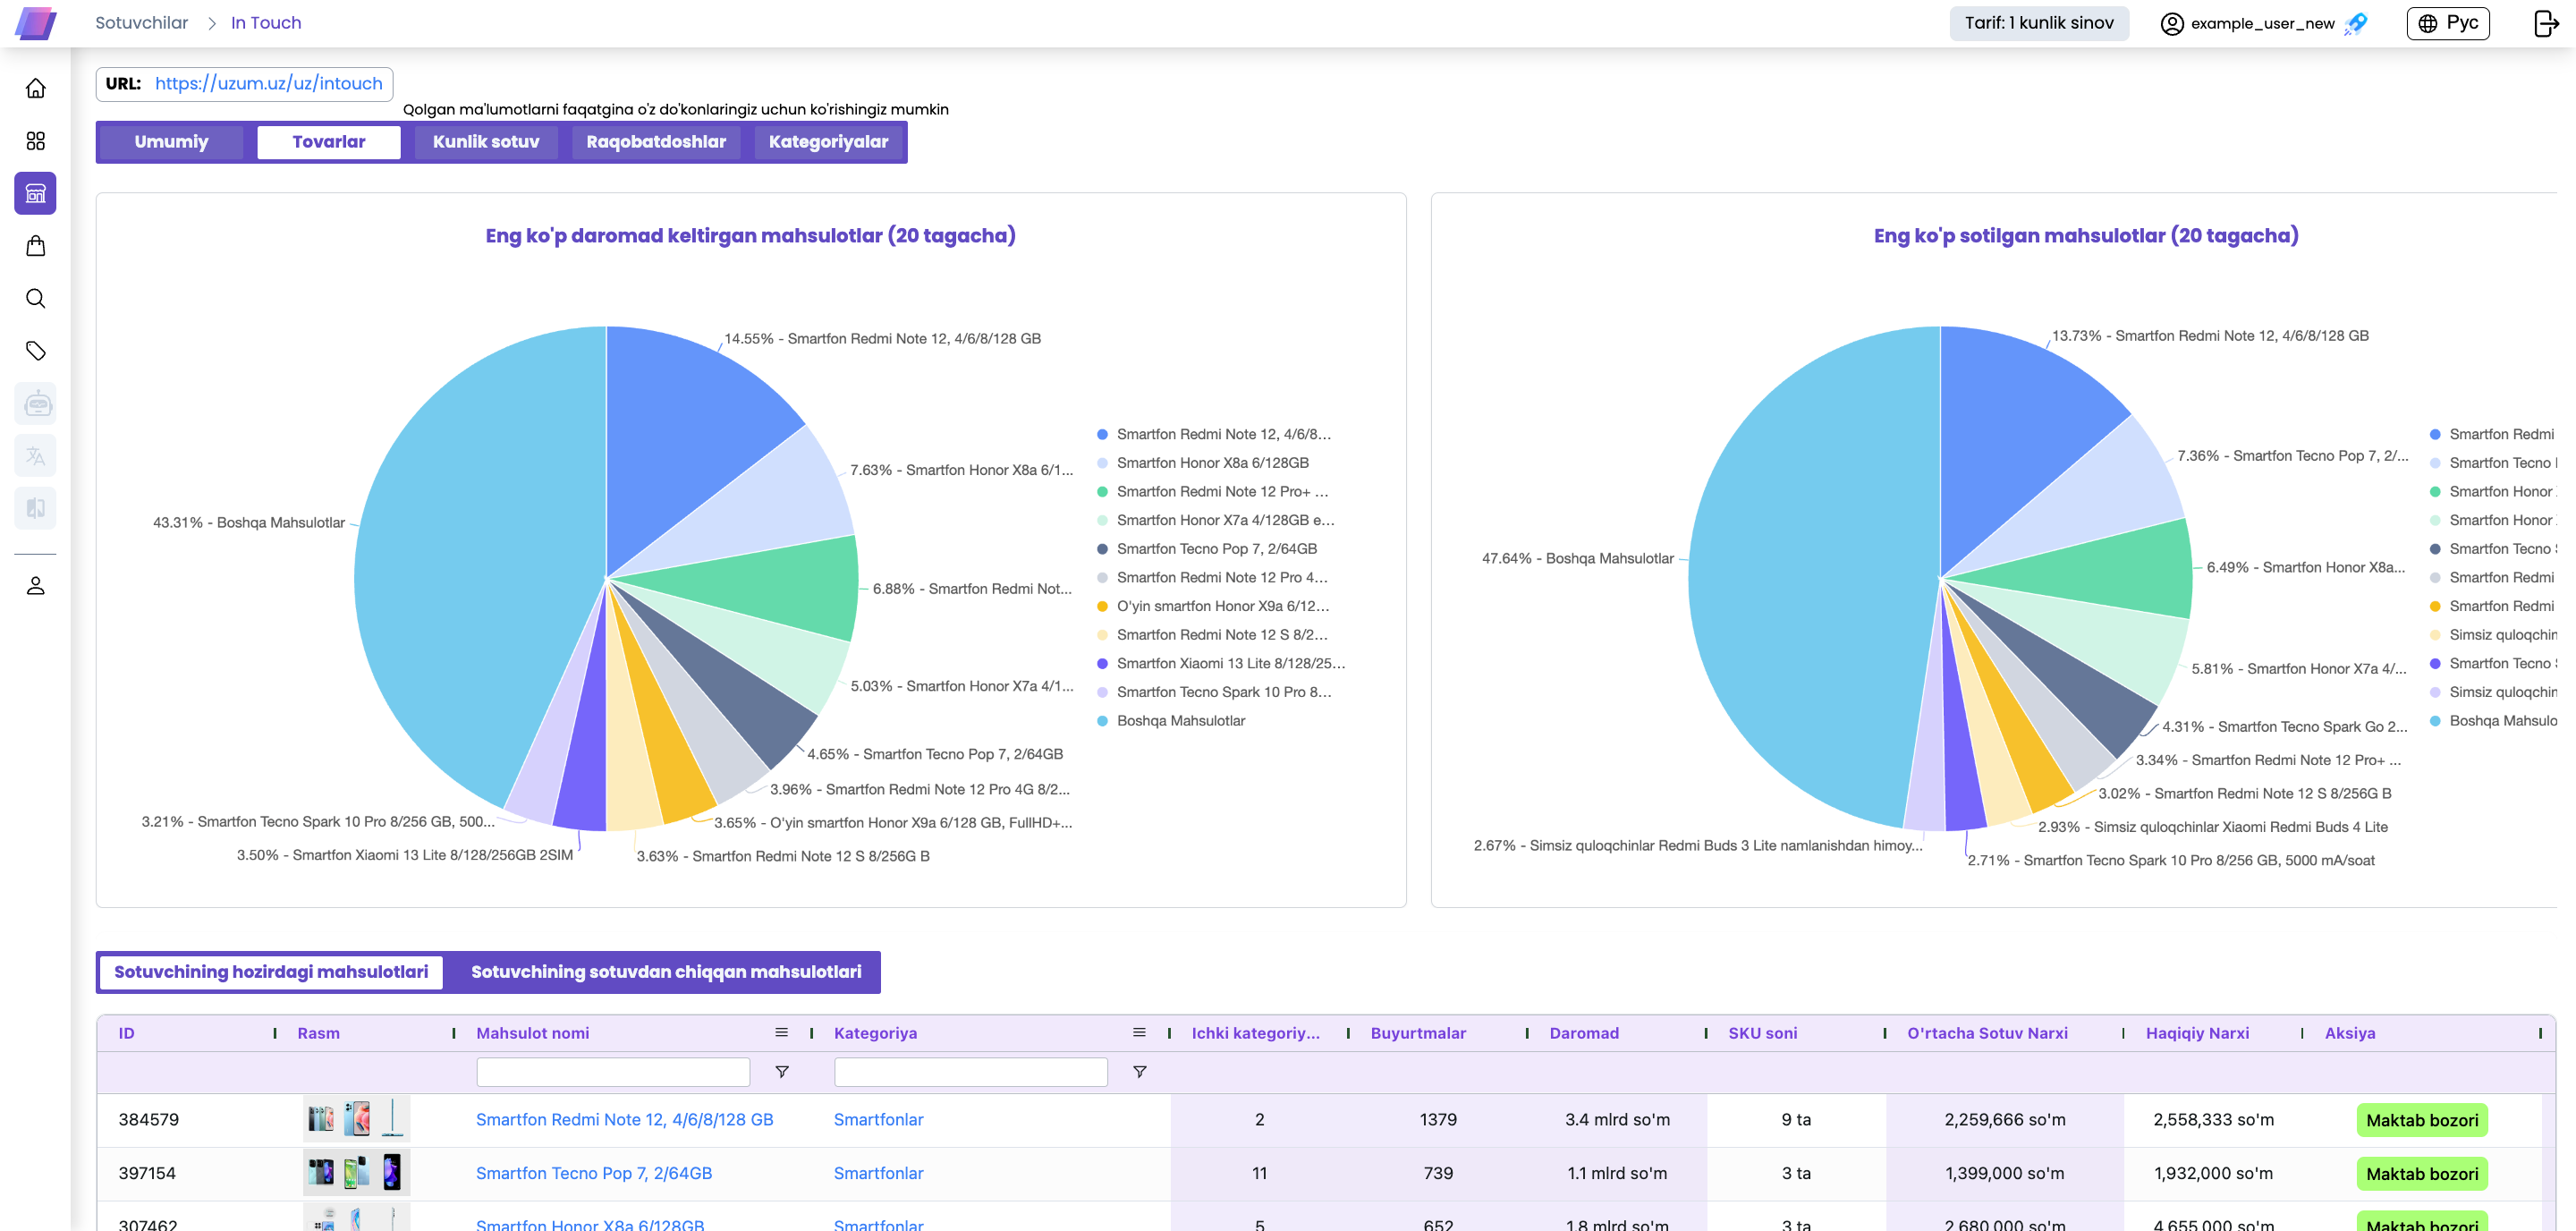 Sotuvchilar > In Touch
Tarif: 1 kunlik sinov
example_user_new
Рус
URL: https://uzum.uz/uz/intouch
Qolgan ma'lumotlarni faqatgina o'z do'konlaringiz uchun ko'rishingiz mumkin
Umumiy
Tovarlar
Kunlik sotuv
Raqobatdoshlar
Kategoriyalar
Eng ko'p daromad keltirgan mahsulotlar (20 tagacha)
14.55% - Smartfon Redmi Note 12, 4/6/8/128 GB
7.63% - Smartfon Honor X8a 6/1...
6.88% - Smartfon Redmi Not...
5.03% - Smartfon Honor X7a 4/1...
4.65% - Smartfon Tecno Pop 7, 2/64GB
3.96% - Smartfon Redmi Note 12 Pro 4G 8/2...
3.65% - O'yin smartfon Honor X9a 6/128 GB, FullHD+...
3.63% - Smartfon Redmi Note 12 S 8/256G B
3.50% - Smartfon Xiaomi 13 Lite 8/128/256GB 2SIM
3.21% - Smartfon Tecno Spark 10 Pro 8/256 GB, 500...
43.31% - Boshqa Mahsulotlar
Smartfon Redmi Note 12, 4/6/8...
Smartfon Honor X8a 6/128GB
Smartfon Redmi Note 12 Pro+ ...
Smartfon Honor X7a 4/128GB e...
Smartfon Tecno Pop 7, 2/64GB
Smartfon Redmi Note 12 Pro 4...
O'yin smartfon Honor X9a 6/12...
Smartfon Redmi Note 12 S 8/2...
Smartfon Xiaomi 13 Lite 8/128/25...
Smartfon Tecno Spark 10 Pro 8...
Boshqa Mahsulotlar
Eng ko'p sotilgan mahsulotlar (20 tagacha)
13.73% - Smartfon Redmi Note 12, 4/6/8/128 GB
7.36% - Smartfon Tecno Pop 7, 2/...
6.49% - Smartfon Honor X8a...
5.81% - Smartfon Honor X7a 4/...
4.31% - Smartfon Tecno Spark Go 2...
3.34% - Smartfon Redmi Note 12 Pro+ ...
3.02% - Smartfon Redmi Note 12 S 8/256G B
2.93% - Simsiz quloqchinlar Xiaomi Redmi Buds 4 Lite
2.71% - Smartfon Tecno Spark 10 Pro 8/256 GB, 5000 mA/soat
2.67% - Simsiz quloqchinlar Redmi Buds 3 Lite namlanishdan himoy...
47.64% - Boshqa Mahsulotlar
Smartfon Redmi
Smartfon Tecno
Smartfon Honor
Smartfon Honor
Smartfon Tecno
Smartfon Redmi
Smartfon Redmi
Simsiz quloqchin
Smartfon Tecno
Simsiz quloqchin
Boshqa Mahsulo
Sotuvchining hozirdagi mahsulotlari
Sotuvchining sotuvdan chiqqan mahsulotlari
ID Rasm Mahsulot nomi Kategoriya Ichki kategoriy... Buyurtmalar Daromad SKU soni O'rtacha Sotuv Narxi Haqiqiy Narxi Aksiya
384579 Smartfon Redmi Note 12, 4/6/8/128 GB Smartfonlar 2 1379 3.4 mlrd so'm 9 ta 2,259,666 so'm 2,558,333 so'm Maktab bozori
397154 Smartfon Tecno Pop 7, 2/64GB Smartfonlar 11 739 1.1 mlrd so'm 3 ta 1,399,000 so'm 1,932,000 so'm Maktab bozori
307462 Smartfon Honor X8a 6/128GB Smartfonlar 5 652 1.8 mlrd so'm 3 ta 2,680,000 so'm 4,655,000 so'm Maktab bozori